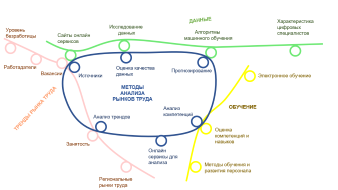 Уровень
безработицы
Работодатели
Вакансии
Сайты онлайн
сервисов
Исследование
данных
ДАННЫЕ
Алгоритмы
машинного обучения
Характеристики
цифровых
специалистов
Источники
Оценка качества
данных
Прогнозирование
МЕТОДЫ
АНАЛИЗА
РЫНКОВ ТРУДА
Электронное обучение
ТРЕНДЫ РЫНКА ТРУДА
Анализ трендов
Анализ
компетенций
ОБУЧЕНИЕ
Занятость
Онлайн
сервисы для
анализа
Оценка
компетенций и
навыков
Региональные
рынки труда
Методы обучения и
развитие персонала